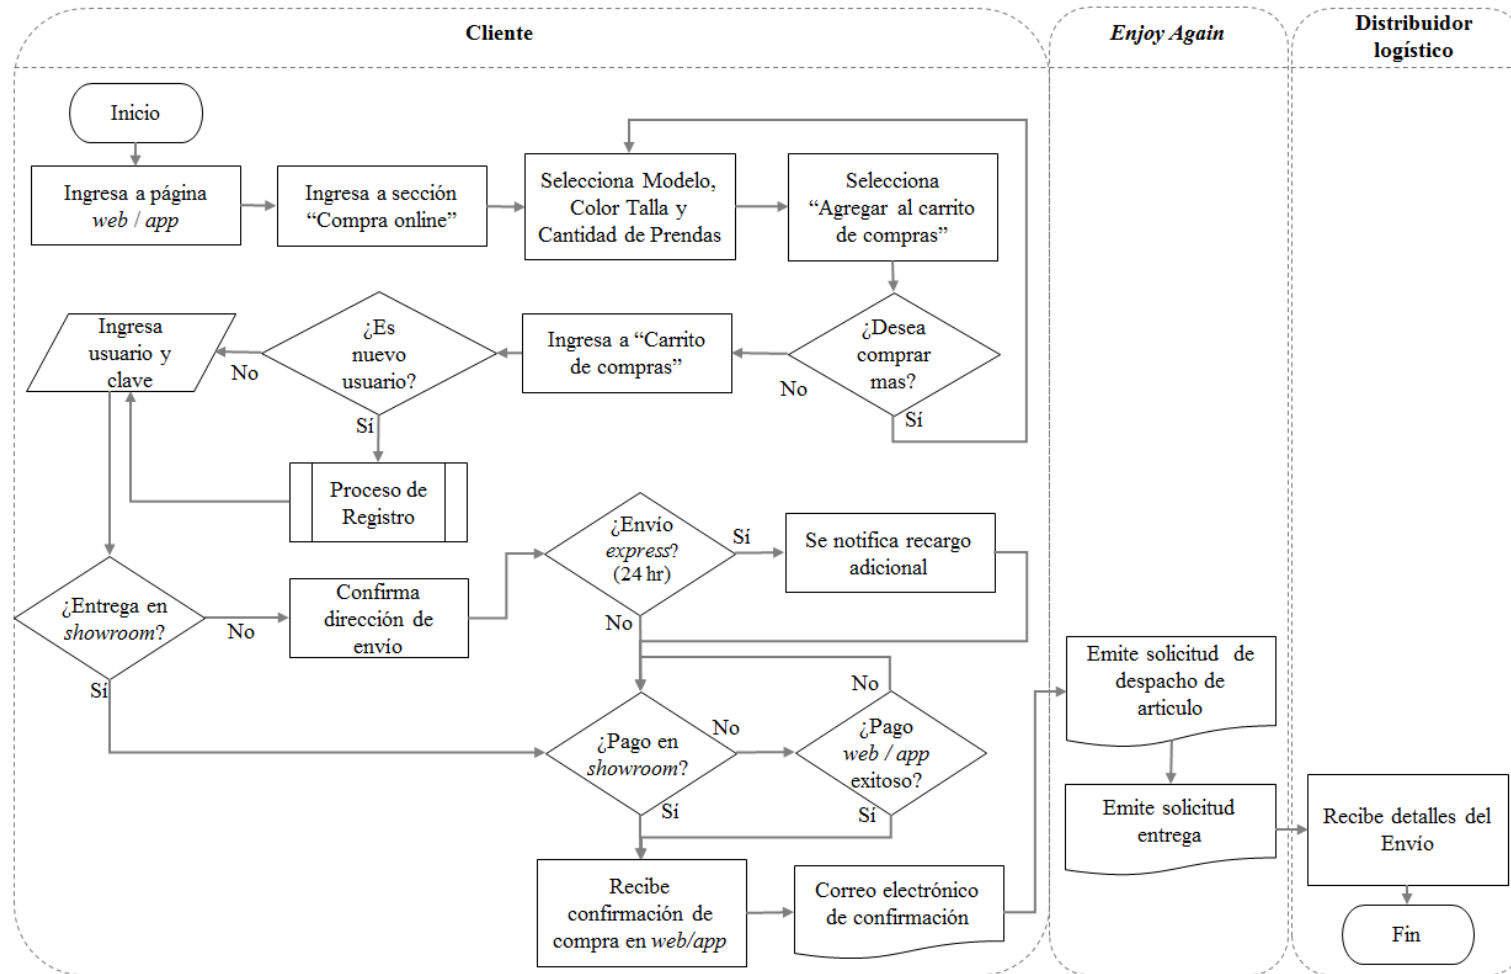 Cliente
Enjoy Again
Distribuidor
logístico
Inicio
Ingresa a página
web / app
Ingresa a sección
“Compra online”
Selecciona Modelo,
Color Talla y
Cantidad de Prendas
Selecciona
“Agregar al carrito
de compras”
Ingresa
usuario y
clave
No
¿Es
nuevo
usuario?
Sí
Ingresa a “Carrito
de compras”
No
¿Desea
comprar
mas?
Sí
Proceso de
Registro
¿Entrega en
showroom?
No
Sí
Confirma
dirección de
envío
¿Envío
express?
(24 hr)
Sí
No
Se notifica recargo
adicional
¿Pago en
showroom?
No
Sí
No
¿Pago
web / app
exitoso?
Sí
Recibe
confirmación de
compra en web/app
Correo electrónico
de confirmación
Emite solicitud de
despacho de
articulo
Emite solicitud
entrega
Recibe detalles del
Envío
Fin